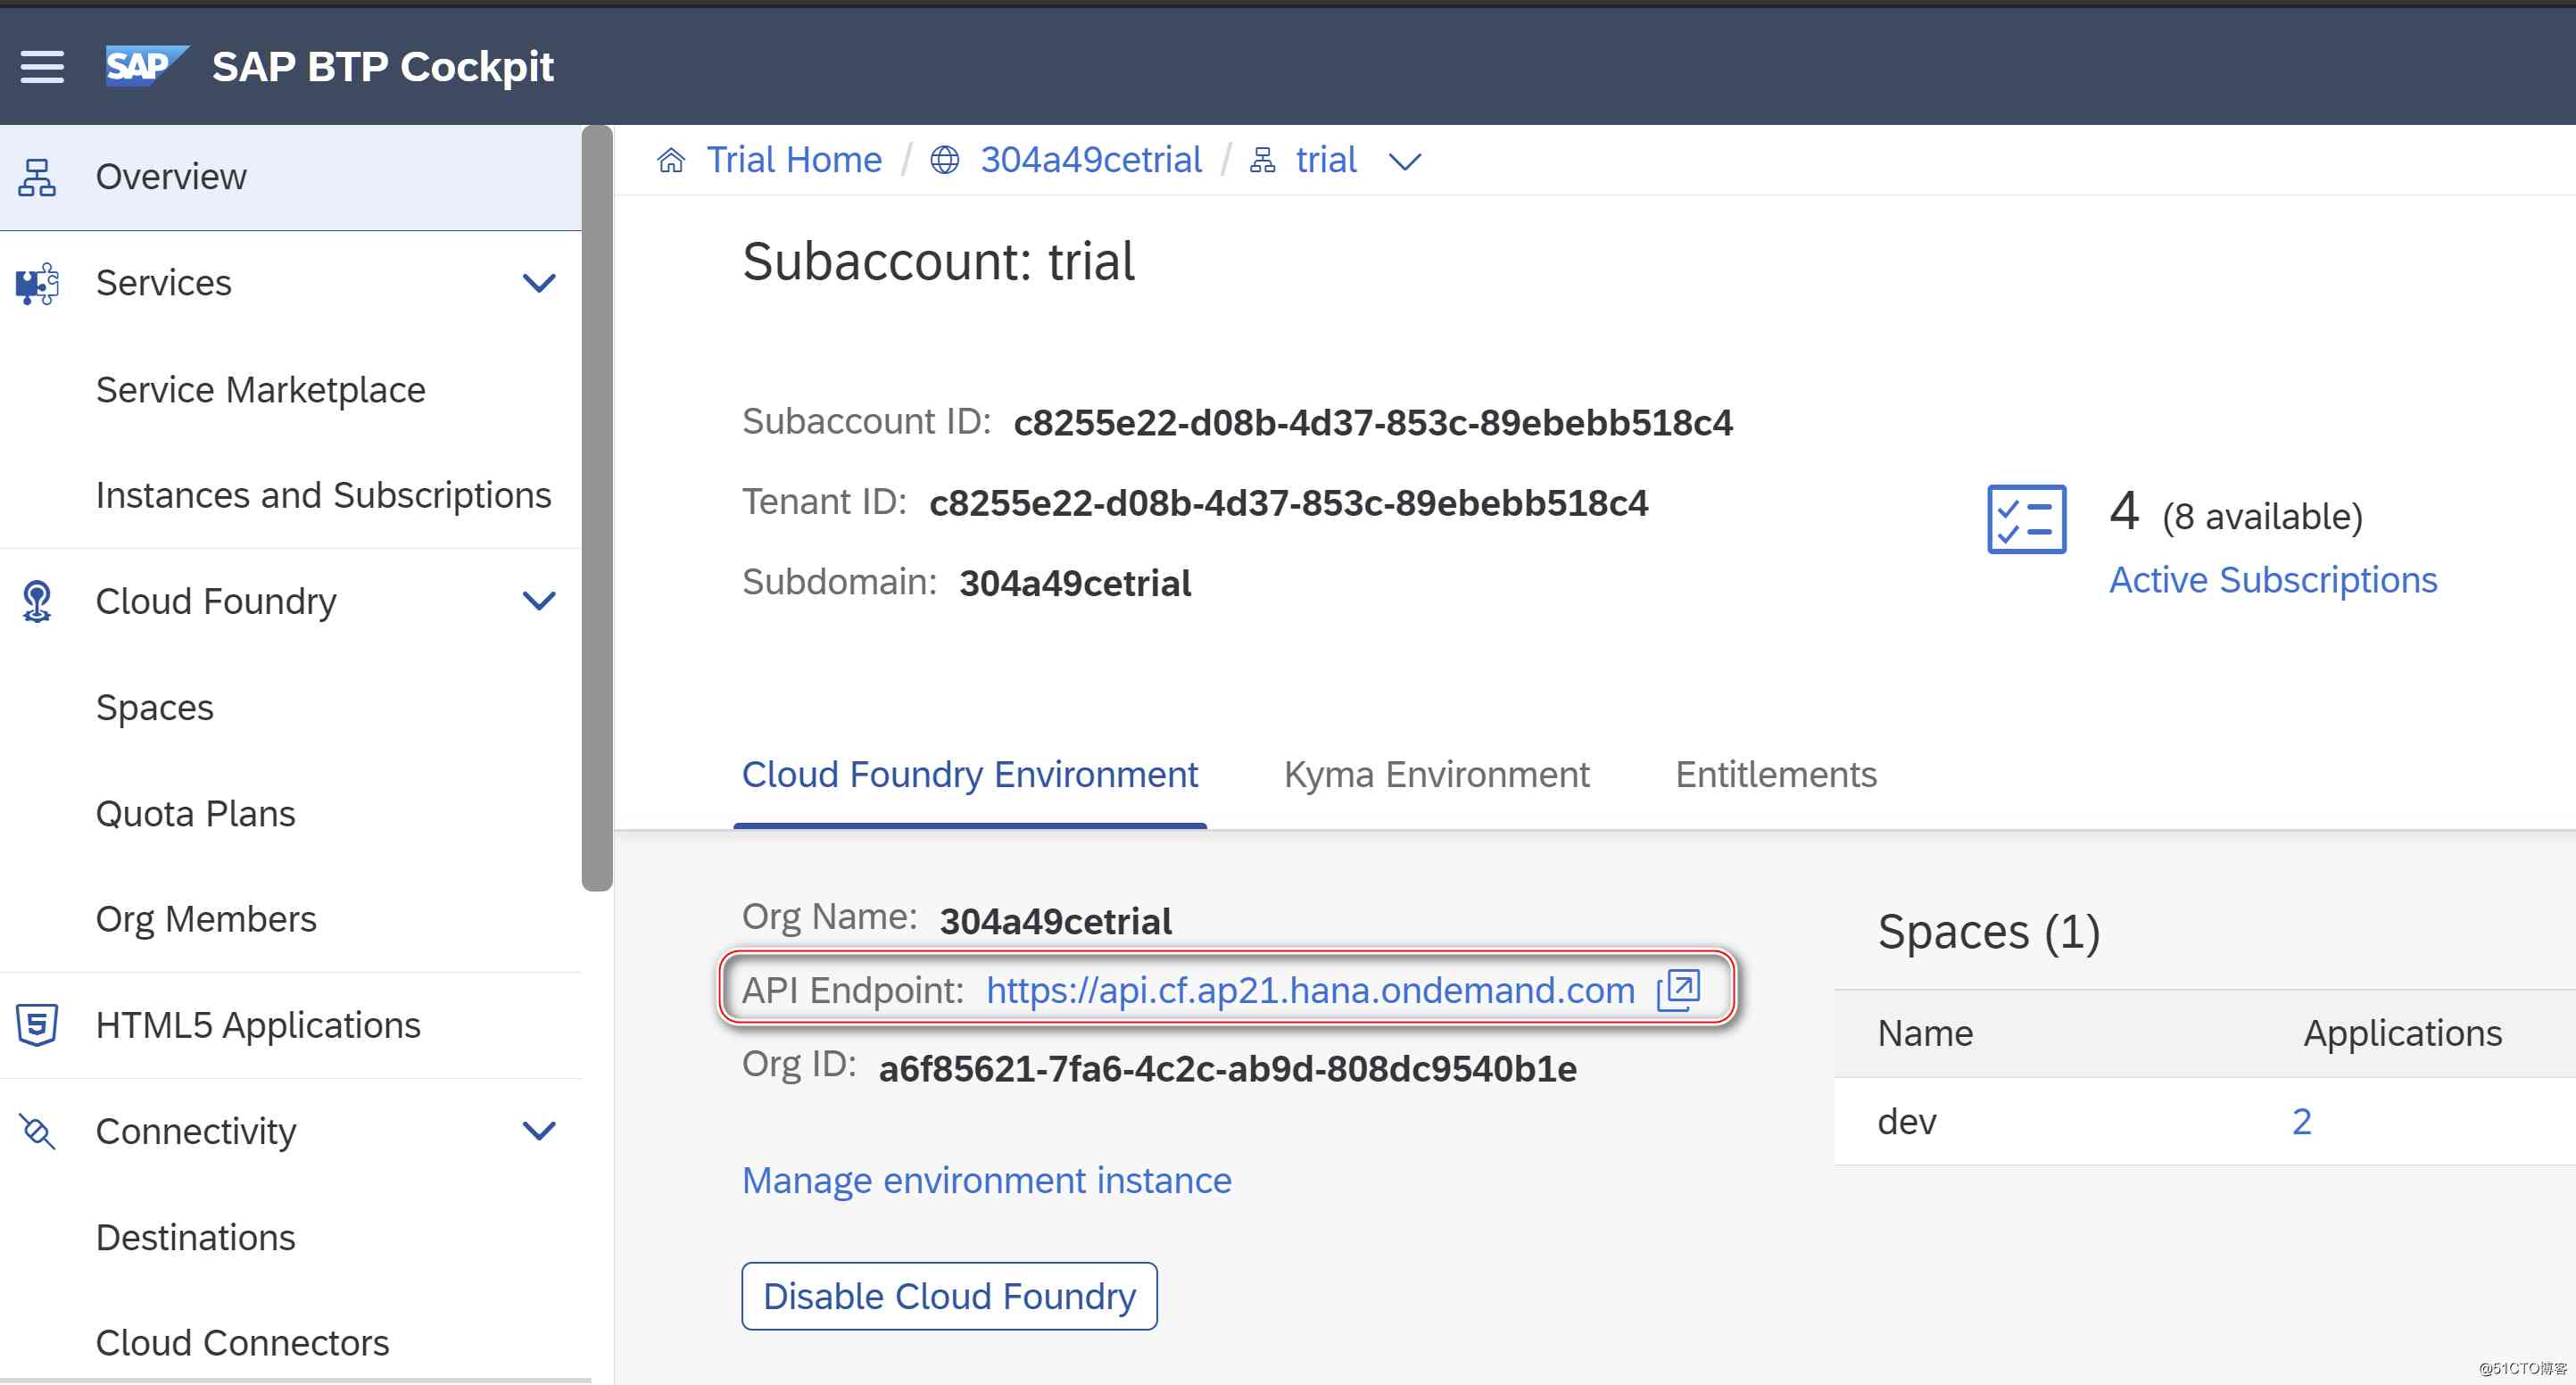 SAP SAP BTP Cockpit
Overview
Services
Service Marketplace
Instances and Subscriptions
Cloud Foundry
Spaces
Quota Plans
Org Members
HTML5 Applications
Connectivity
Destinations
Cloud Connectors
Trial Home / 304a49cetrial / trial
Subaccount: trial
Subaccount ID: c8255e22-d08b-4d37-853c-89ebebb518c4
Tenant ID: c8255e22-d08b-4d37-853c-89ebebb518c4
Subdomain: 304a49cetrial
4 (8 available)
Active Subscriptions
Cloud Foundry Environment Kyma Environment Entitlements
Org Name: 304a49cetrial
API Endpoint: https://api.cf.ap21.hana.ondemand.com
Org ID: a6f85621-7fa6-4c2c-ab9d-808dc9540b1e
Manage environment instance
Disable Cloud Foundry
Spaces (1)
Name Applications
dev 2
@51CTO博客